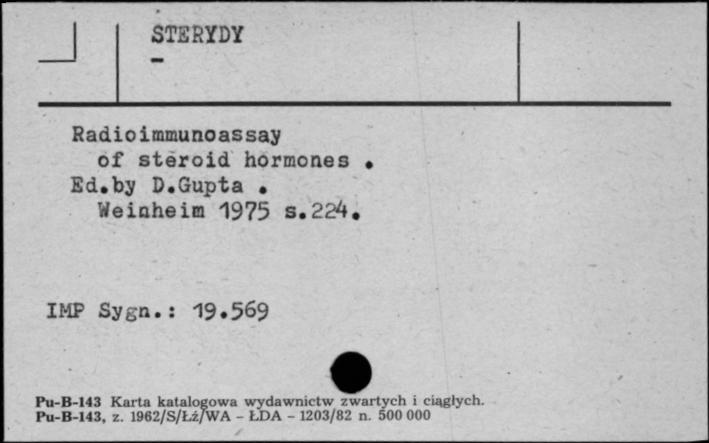 STERYDY
-
Radioimmunoassay
of steroid hormones .
Ed.by D.Gupta .
Weinheim 1975 s.224.
IMP Sygn.: 19.569
Pu-B-143 Karta katalogowa wydawnictw zwartych i ciągłych.
Pu-B-143, z. 1962/S/Łź/WA - ŁDA - 1203/82 n. 500 000